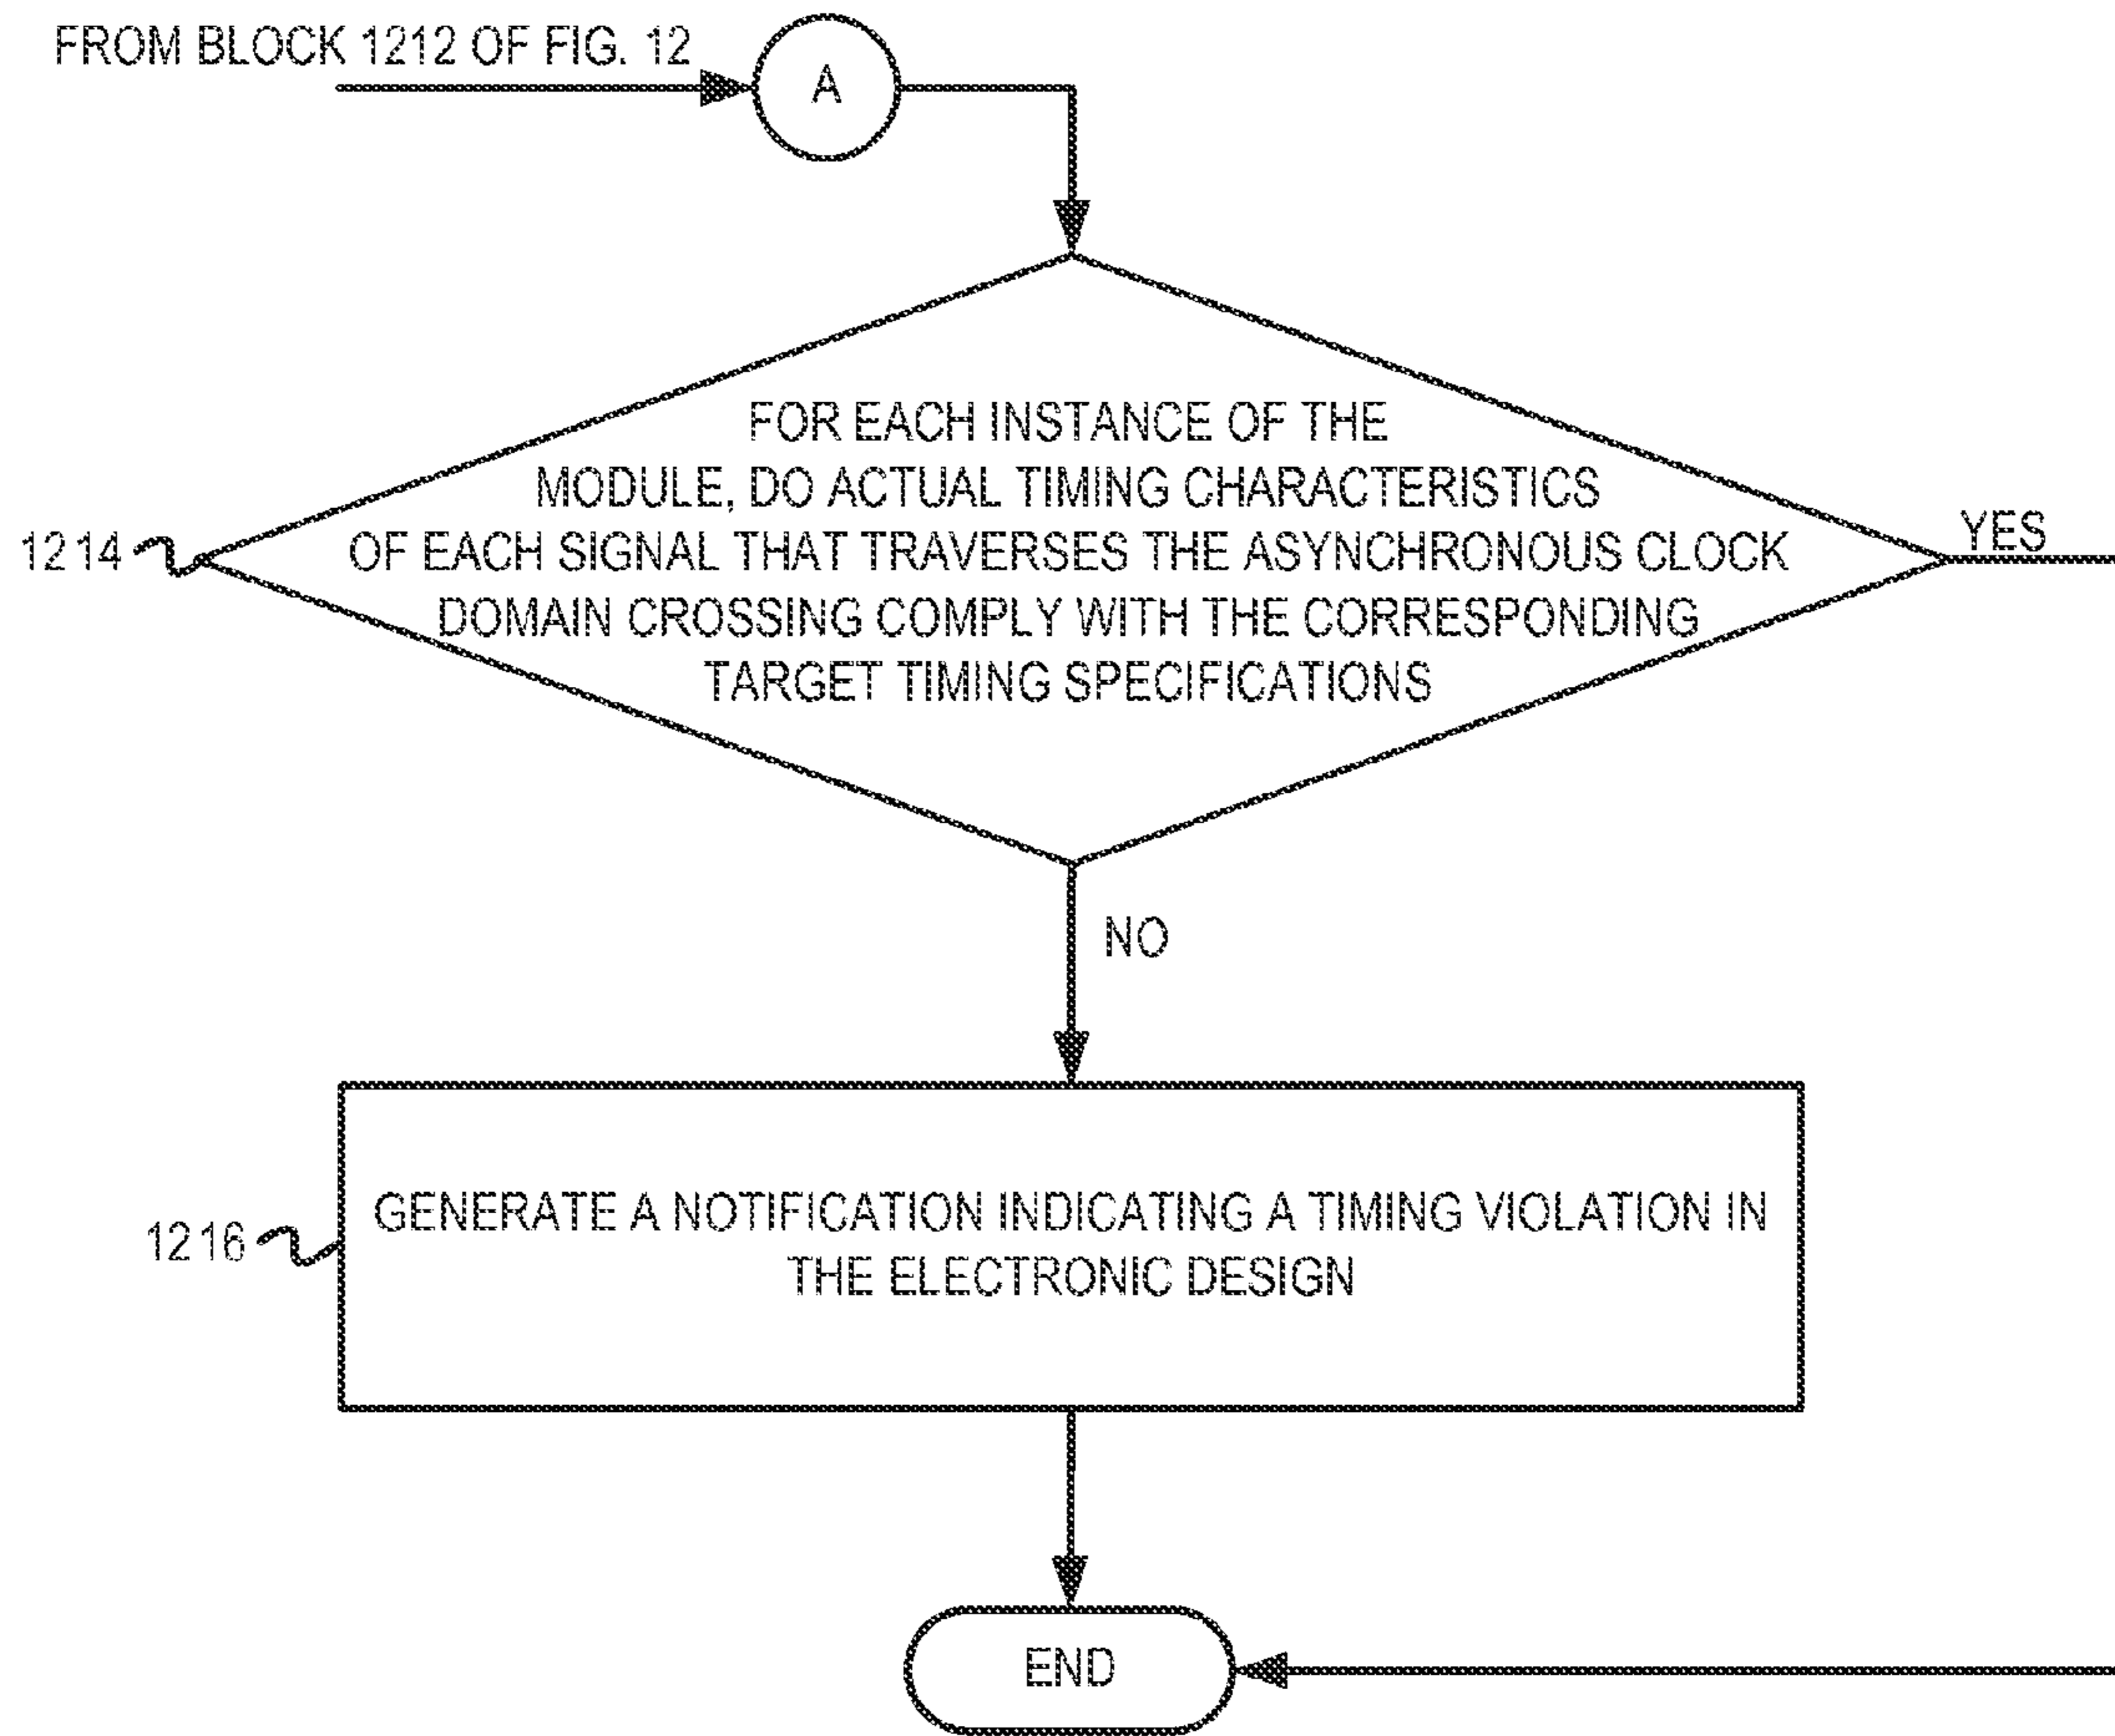 FROM BLOCK 1212 OF FIG. 12
A
FOR EACH INSTANCE OF THE
MODULE, DO ACTUAL TIMING CHARACTERISTICS
OF EACH SIGNAL THAT TRAVERSES THE ASYNCHRONOUS CLOCK
DOMAIN CROSSING COMPLY WITH THE CORRESPONDING
TARGET TIMING SPECIFICATIONS
1214
YES
NO
GENERATE A NOTIFICATION INDICATING A TIMING VIOLATION IN
THE ELECTRONIC DESIGN
1216
END